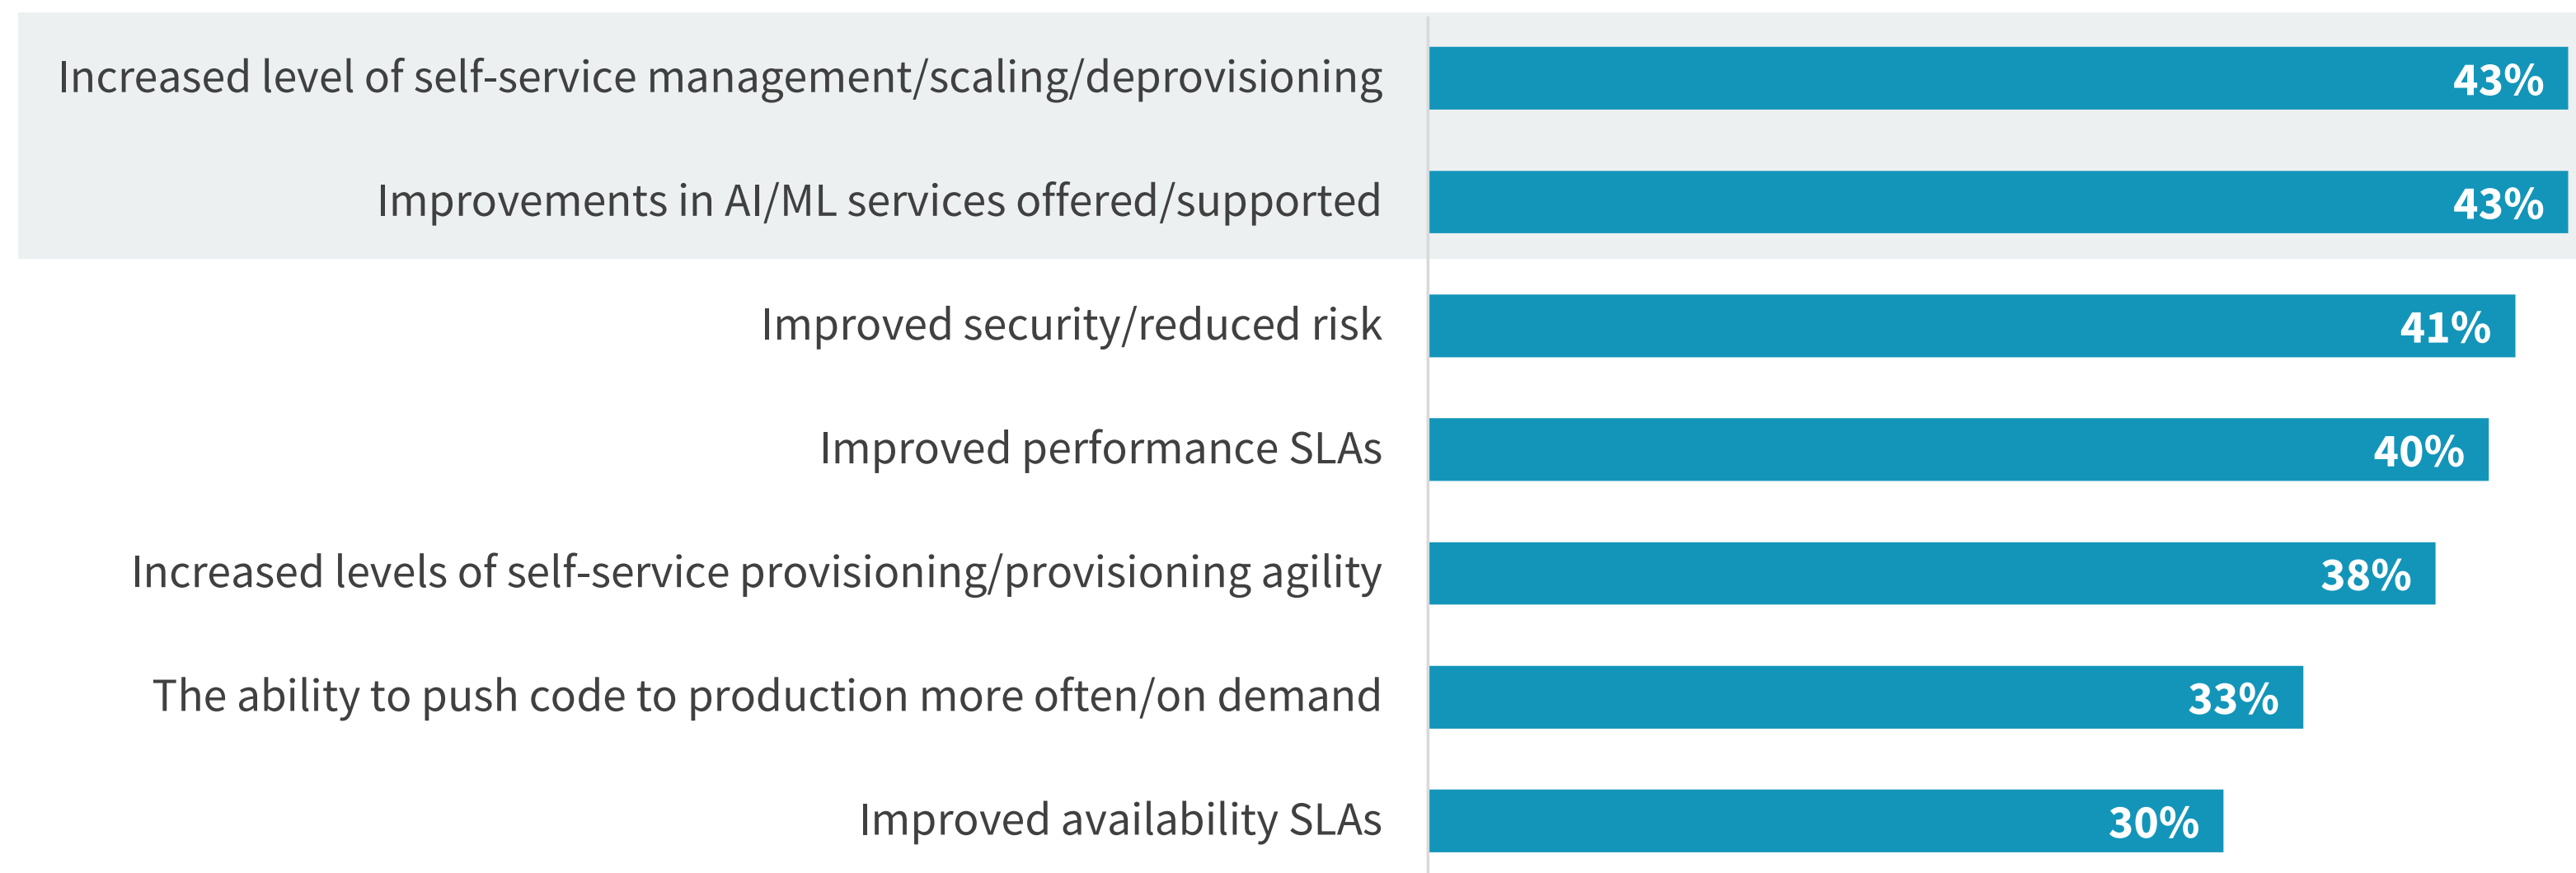 Increased level of self-service management/scaling/deprovisioning 43%
Improvements in AI/ML services offered/supported 43%
Improved security/reduced risk 41%
Improved performance SLAs 40%
Increased levels of self-service provisioning/provisioning agility 38%
The ability to push code to production more often/on demand 33%
Improved availability SLAs 30%